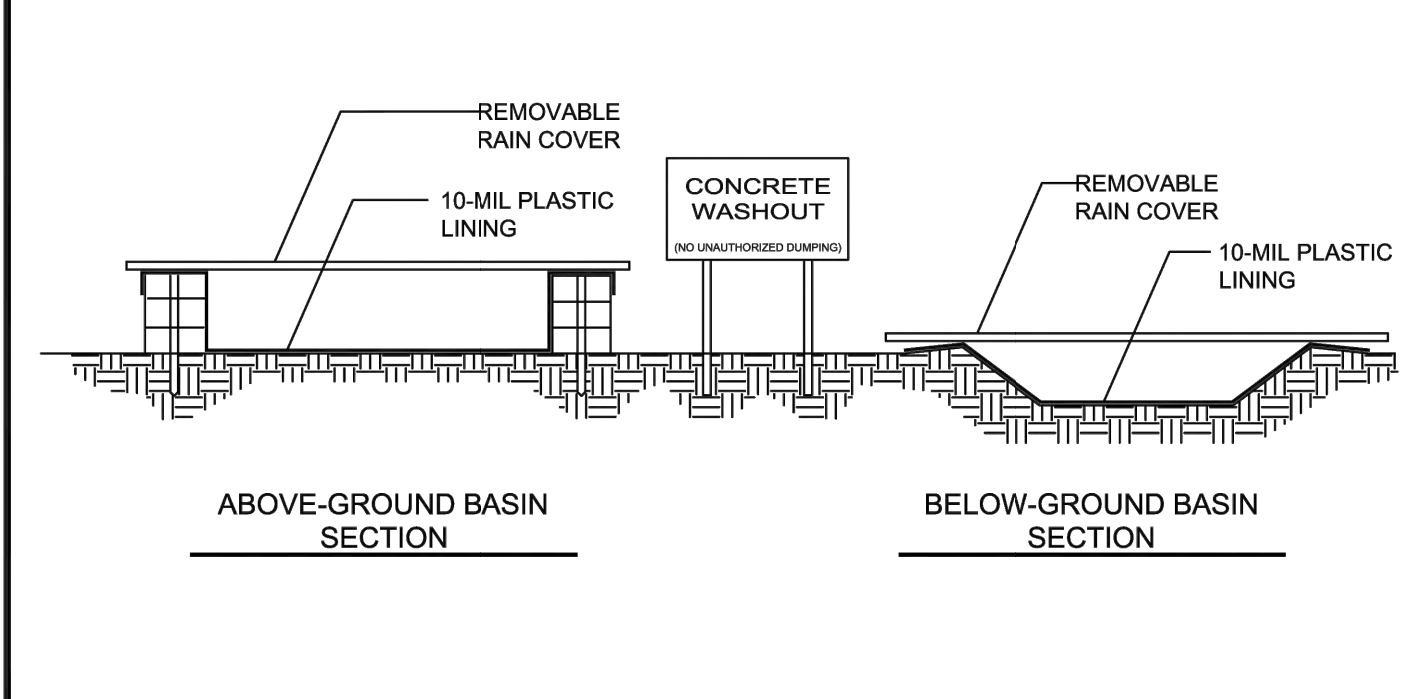 REMOVABLE
RAIN COVER
10-MIL PLASTIC
LINING
CONCRETE
WASHOUT
(NO UNAUTHORIZED DUMPING)
REMOVABLE
RAIN COVER
10-MIL PLASTIC
LINING
ABOVE-GROUND BASIN
SECTION
BELOW-GROUND BASIN
SECTION